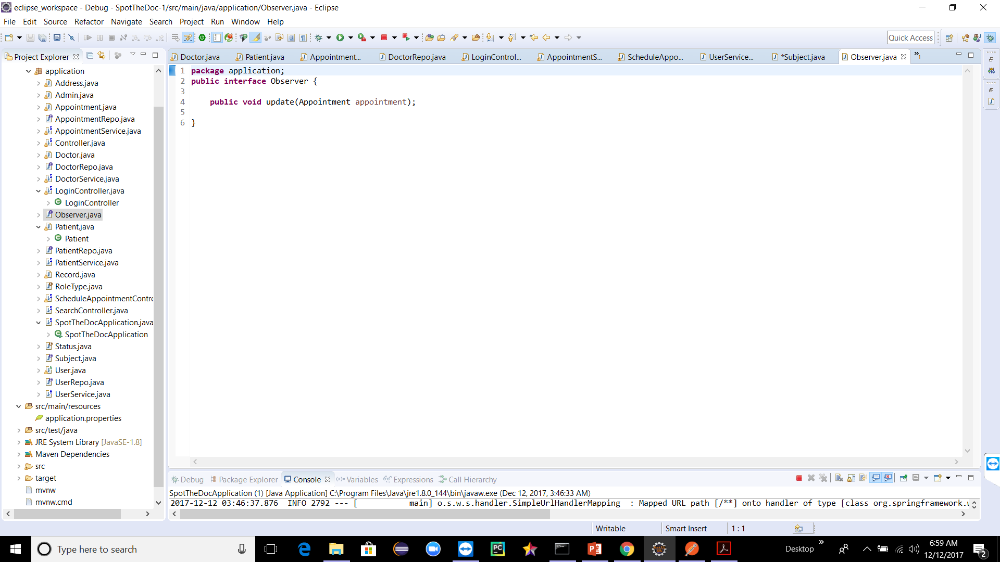 eclipse_workspace - Debug - SpotTheDoc-1/src/main/java/application/Observer.java - Eclipse
File Edit Source Refactor Navigate Search Project Run Window Help
Quick Access
Project Explorer
Doctor.java Patient.java Appointment... DoctorRepo.java LoginControl... AppointmentS... ScheduleAppo... UserService... *Subject.java Observer.java »1
application
Address.java
Admin.java
Appointment.java
AppointmentRepo.java
AppointmentService.java
Controller.java
Doctor.java
DoctorRepo.java
DoctorService.java
LoginController.java
LoginController
Observer.java
Patient.java
Patient
PatientRepo.java
PatientService.java
Record.java
RoleType.java
ScheduleAppointmentContro
SearchController.java
SpotTheDocApplication.java
SpotTheDocApplication
Status.java
Subject.java
User.java
UserRepo.java
UserService.java
src/main/resources
application.properties
src/test/java
JRE System Library [JavaSE-1.8]
Maven Dependencies
src
target
mvnw
mvnw.cmd
1 package application;
2 public interface Observer {
3
4 public void update(Appointment appointment);
5
6 }
Debug Package Explorer Console (x)= Variables Expressions Call Hierarchy
SpotTheDocApplication (1) [Java Application] C:\Program Files\Java\jre1.8.0_144\bin\javaw.exe (Dec 12, 2017, 3:46:33 AM)
2017-12-12 03:46:37.876 INFO 2792 --- [ main] o.s.w.s.handler.SimpleUrlHandlerMapping : Mapped URL path [/**] onto handler of type [class org.springframework.w
Writable Smart Insert 1 : 1
Type here to search
Desktop »
6:59 AM
12/12/2017
2